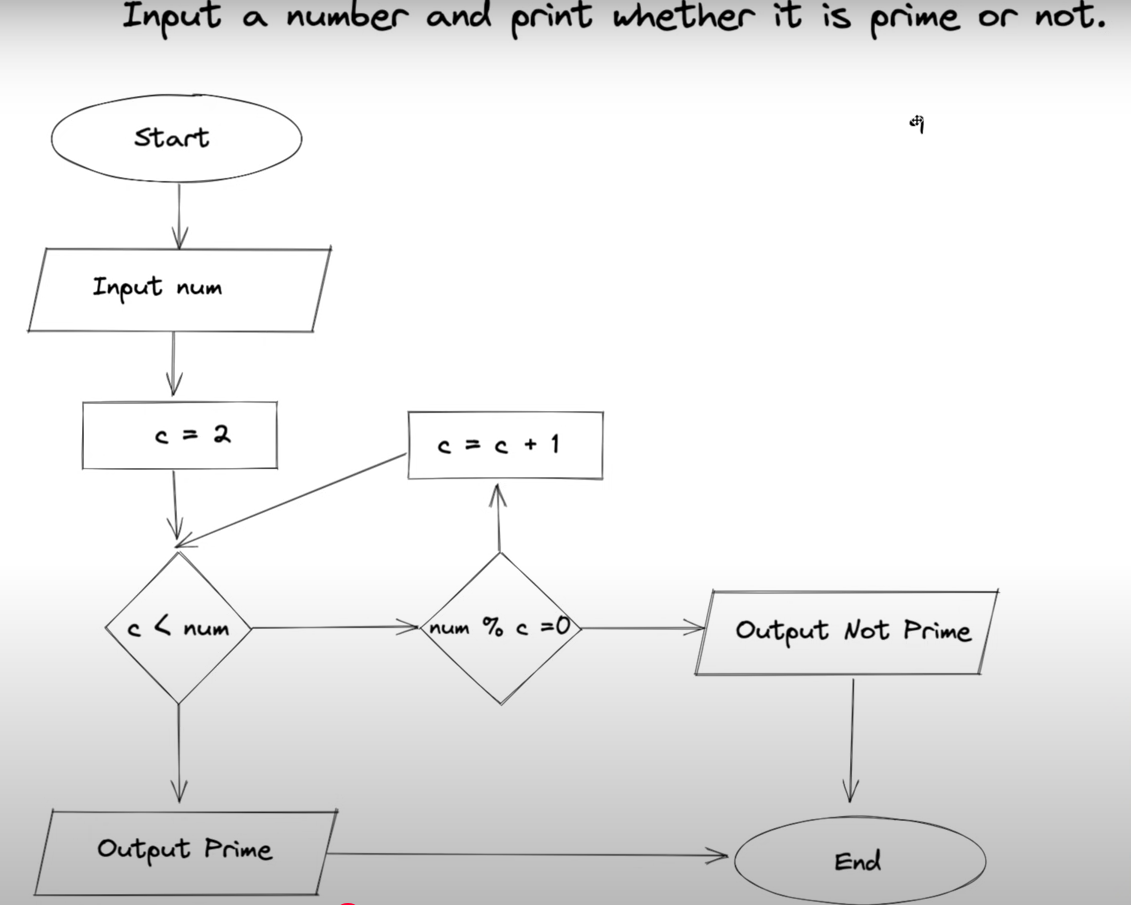 Input a number and print whether it is prime or not.
Start
Input num
c = 2
c = c + 1
c < num
num % c =0
Output Not Prime
Output Prime
End